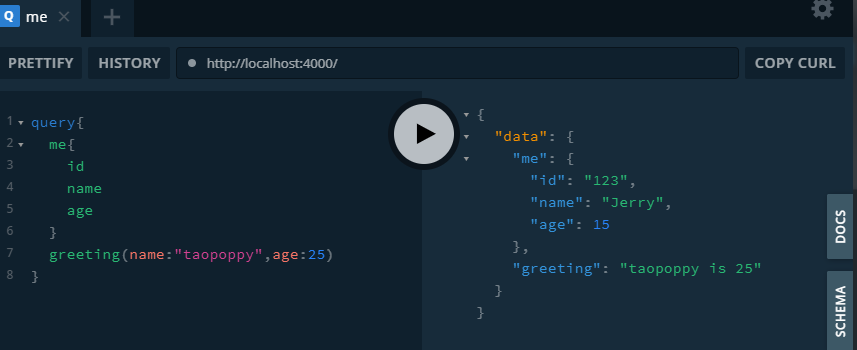 Q me × +
PRETTIFY HISTORY http://localhost:4000/ COPY CURL
1 query{
2 me{
3 id
4 name
5 age
6 }
7 greeting(name:"taopoppy",age:25)
8 }
{
"data": {
"me": {
"id": "123",
"name": "Jerry",
"age": 15
},
"greeting": "taopoppy is 25"
}
}
DOCS
SCHEMA